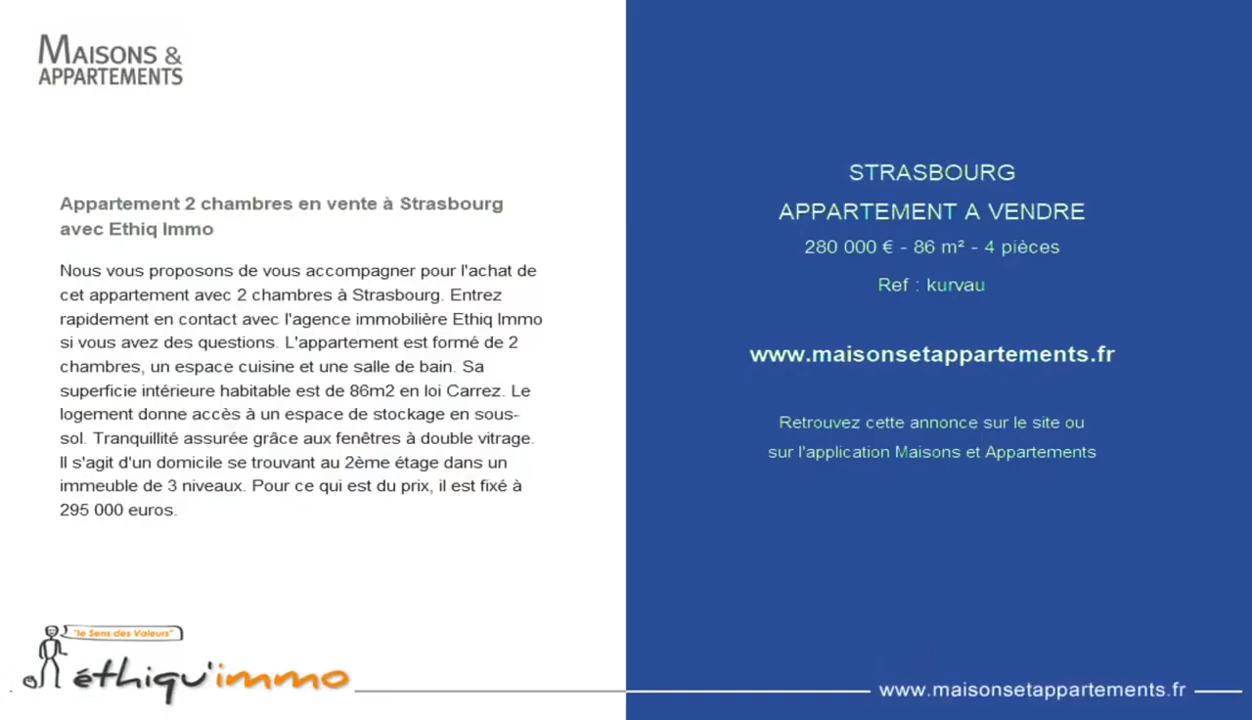 MAISONS &
APPARTEMENTS
Appartement 2 chambres en vente à Strasbourg
avec Ethiq Immo
Nous vous proposons de vous accompagner pour l'achat de
cet appartement avec 2 chambres à Strasbourg. Entrez
rapidement en contact avec l'agence immobilière Ethiq Immo
si vous avez des questions. L'appartement est formé de 2
chambres, un espace cuisine et une salle de bain. Sa
superficie intérieure habitable est de 86m2 en loi Carrez. Le
logement donne accès à un espace de stockage en sous-
sol. Tranquillité assurée grâce aux fenêtres à double vitrage.
Il s'agit d'un domicile se trouvant au 2ème étage dans un
immeuble de 3 niveaux. Pour ce qui est du prix, il est fixé à
295 000 euros.
"le Sens des Valeurs"
éthiqu'immo
STRASBOURG
APPARTEMENT A VENDRE
280 000 € - 86 m² - 4 pièces
Ref : kurvau
www.maisonsetappartements.fr
Retrouvez cette annonce sur le site ou
sur l'application Maisons et Appartements
www.maisonsetappartements.fr